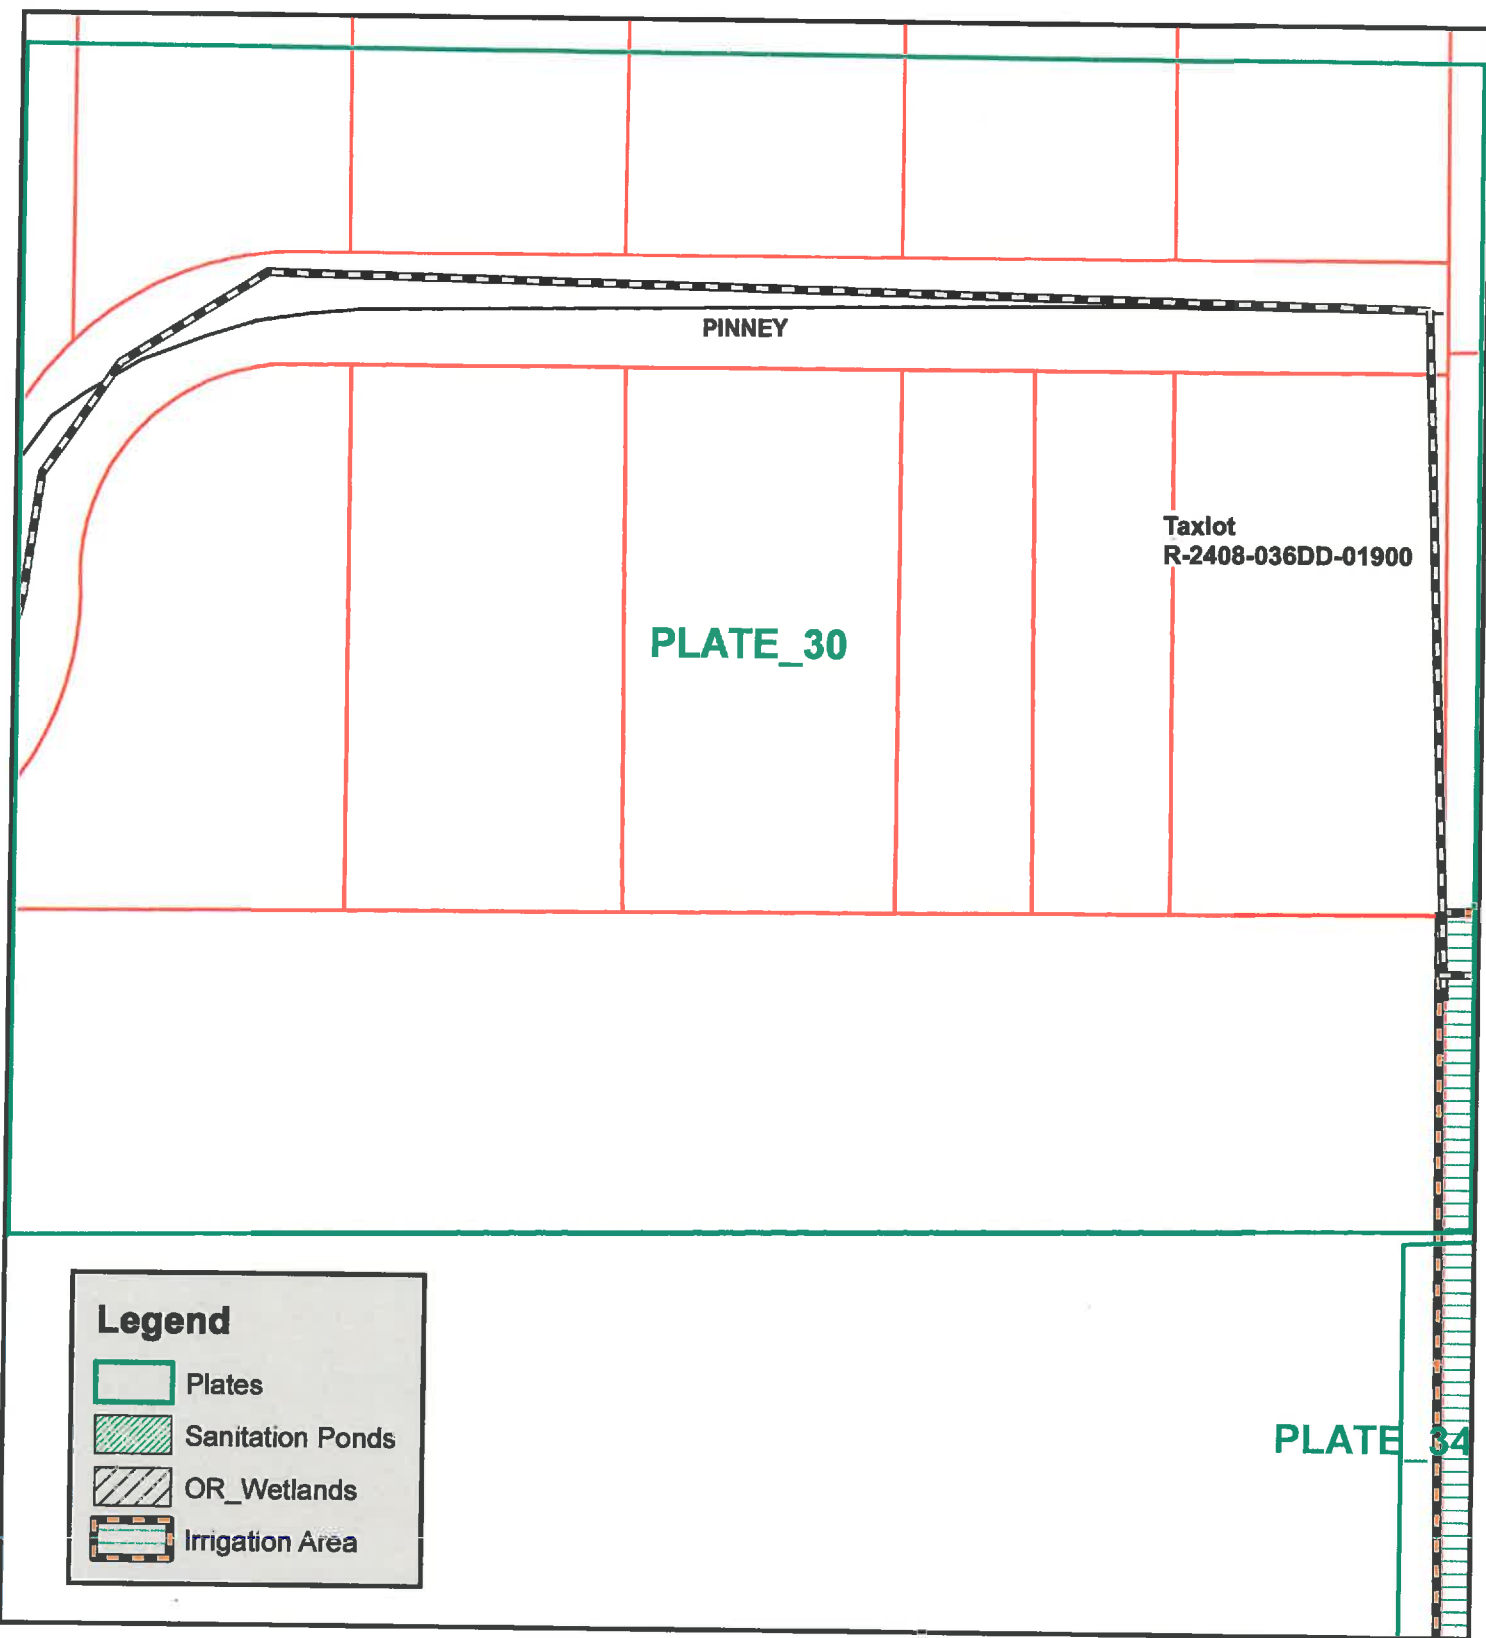 PINNEY
Taxlot
R-2408-036DD-01900
PLATE_30
PLATE_34
Legend
Plates
Sanitation Ponds
OR_Wetlands
Irrigation Area